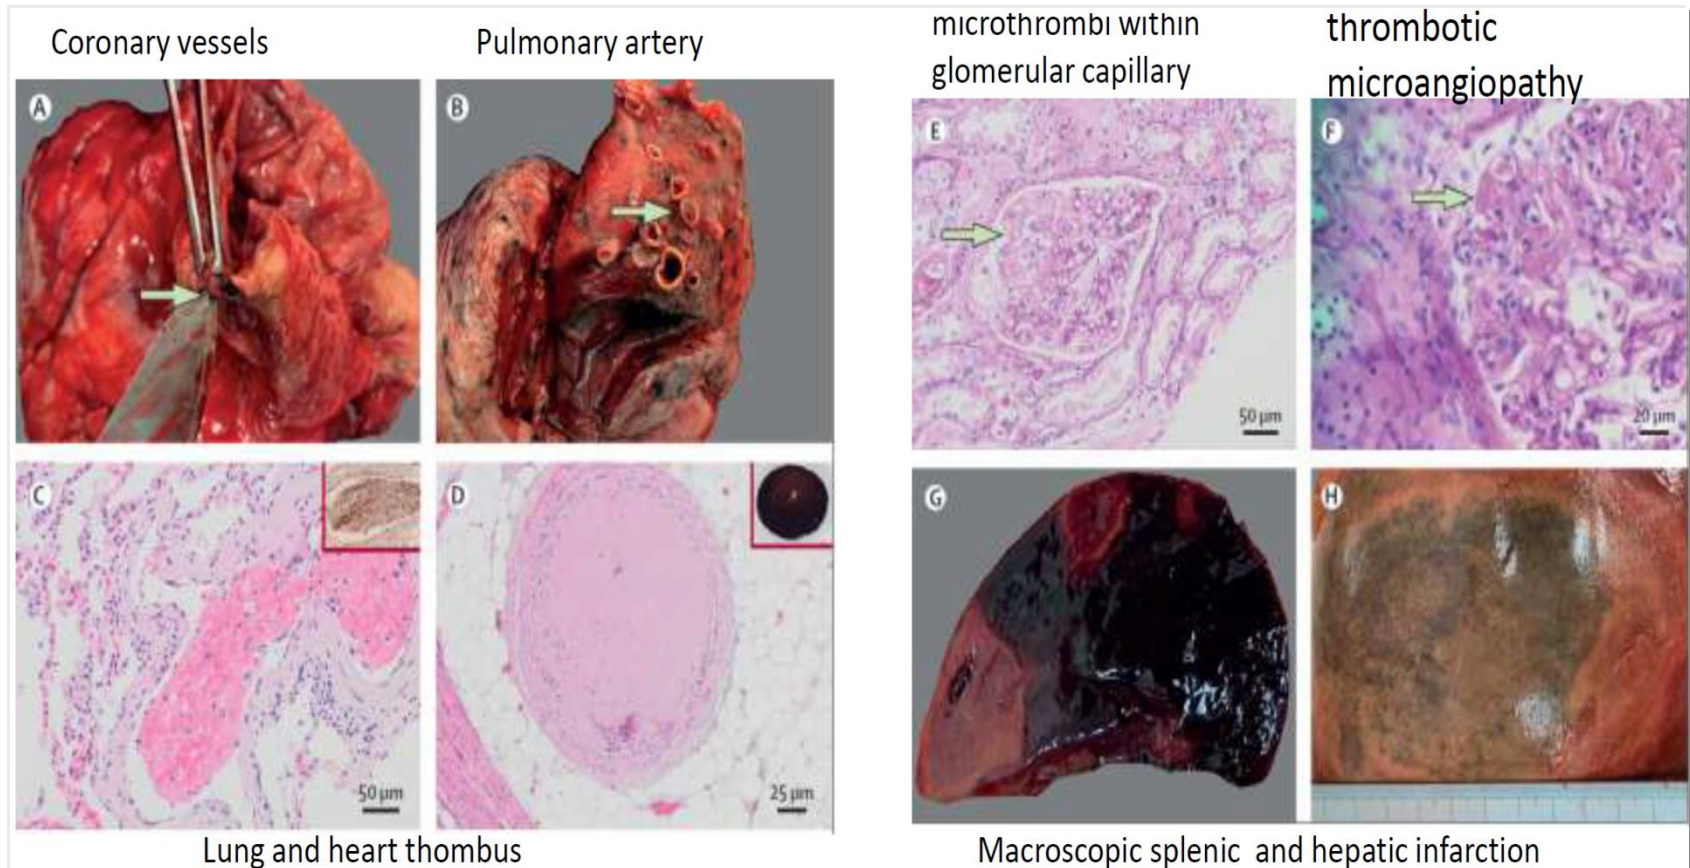 Coronary vessels
Pulmonary artery
microthrombi within
glomerular capillary
thrombotic
microangiopathy
A
B
E
F
50 µm
20 µm
C
D
G
H
50 µm
25 µm
Lung and heart thombus
Macroscopic splenic and hepatic infarction